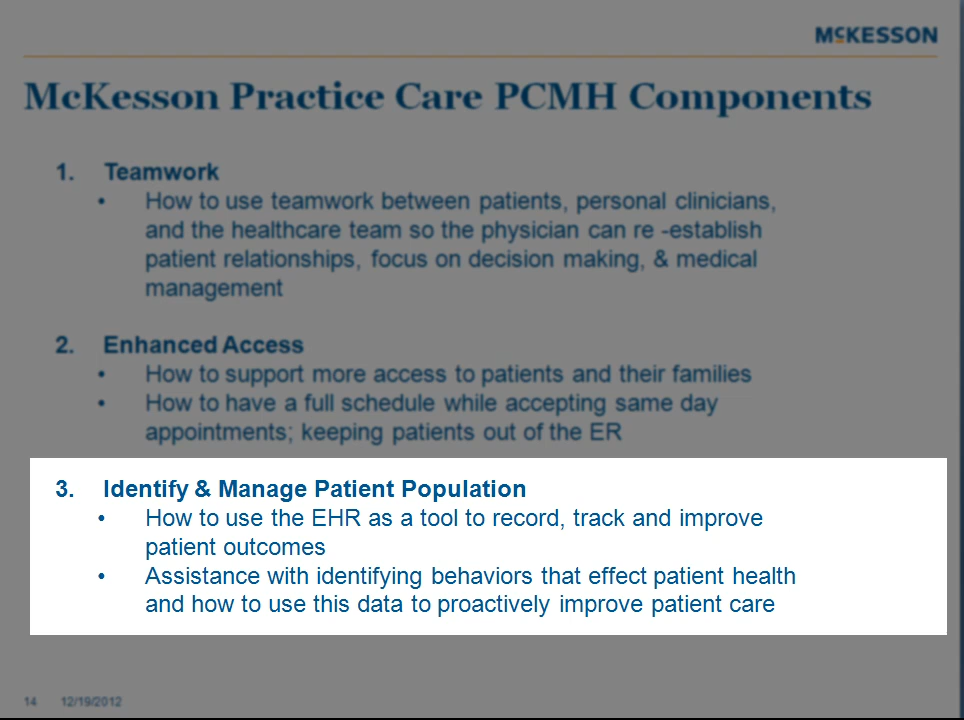 McKESSON
McKesson Practice Care PCMH Components
1. Teamwork
• How to use teamwork between patients, personal clinicians,
and the healthcare team so the physician can re -establish
patient relationships, focus on decision making, & medical
management
2. Enhanced Access
• How to support more access to patients and their families
• How to have a full schedule while accepting same day
appointments; keeping patients out of the ER
3. Identify & Manage Patient Population
• How to use the EHR as a tool to record, track and improve
patient outcomes
• Assistance with identifying behaviors that effect patient health
and how to use this data to proactively improve patient care
14 12/19/2012